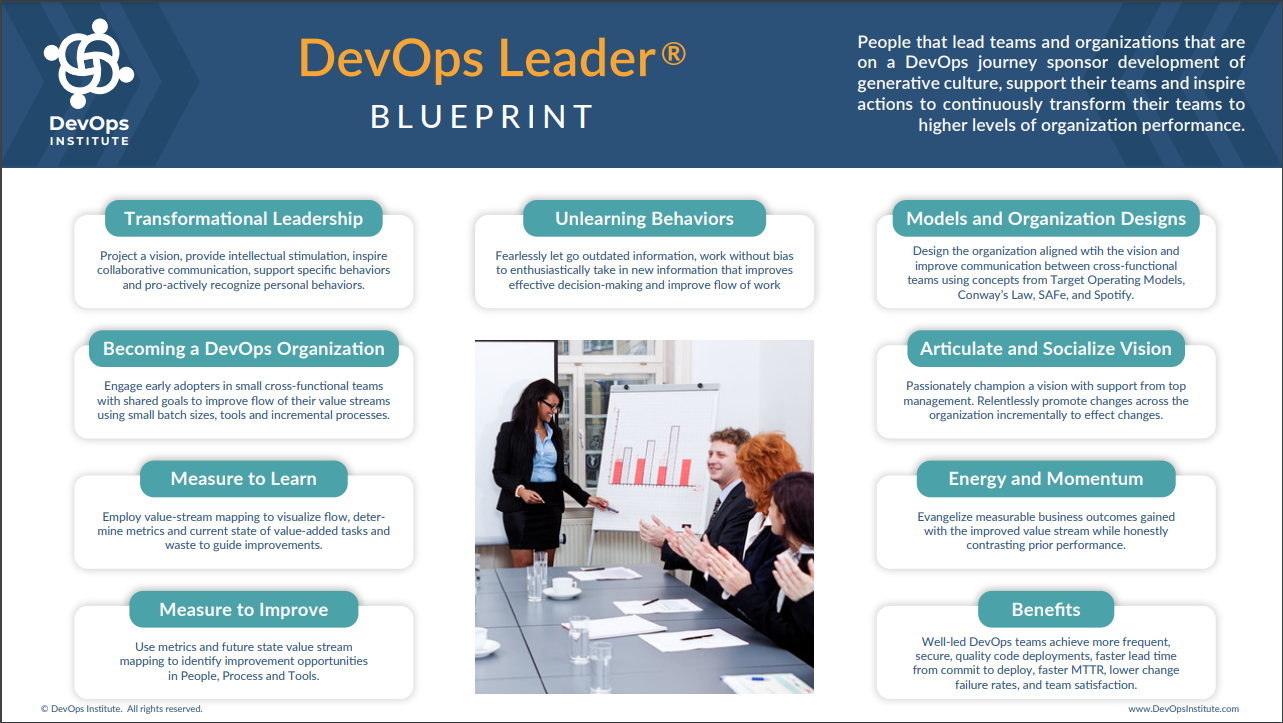 DevOps
INSTITUTE
DevOps Leader®
BLUEPRINT
People that lead teams and organizations that are
on a DevOps journey sponsor development of
generative culture, support their teams and inspire
actions to continuously transform their teams to
higher levels of organization performance.
Transformational Leadership
Project a vision, provide intellectual stimulation, inspire
collaborative communication, support specific behaviors
and pro-actively recognize personal behaviors.
Unlearning Behaviors
Fearlessly let go outdated information, work without bias
to enthusiastically take in new information that improves
effective decision-making and improve flow of work
Models and Organization Designs
Design the organization aligned wtih the vision and
improve communication between cross-functional
teams using concepts from Target Operating Models,
Conway's Law, SAFe, and Spotify.
Becoming a DevOps Organization
Engage early adopters in small cross-functional teams
with shared goals to improve flow of their value streams
using small batch sizes, tools and incremental processes.
Articulate and Socialize Vision
Passionately champion a vision with support from top
management. Relentlessly promote changes across the
organization incrementally to effect changes.
Measure to Learn
Employ value-stream mapping to visualize flow, deter-
mine metrics and current state of value-added tasks and
waste to guide improvements.
Energy and Momentum
Evangelize measurable business outcomes gained
with the improved value stream while honestly
contrasting prior performance.
Measure to Improve
Use metrics and future state value stream
mapping to identify improvement opportunities
in People, Process and Tools.
Benefits
Well-led DevOps teams achieve more frequent,
secure, quality code deployments, faster lead time
from commit to deploy, faster MTTR, lower change
failure rates, and team satisfaction.
© DevOps Institute. All rights reserved.
www.DevOpsInstitute.com